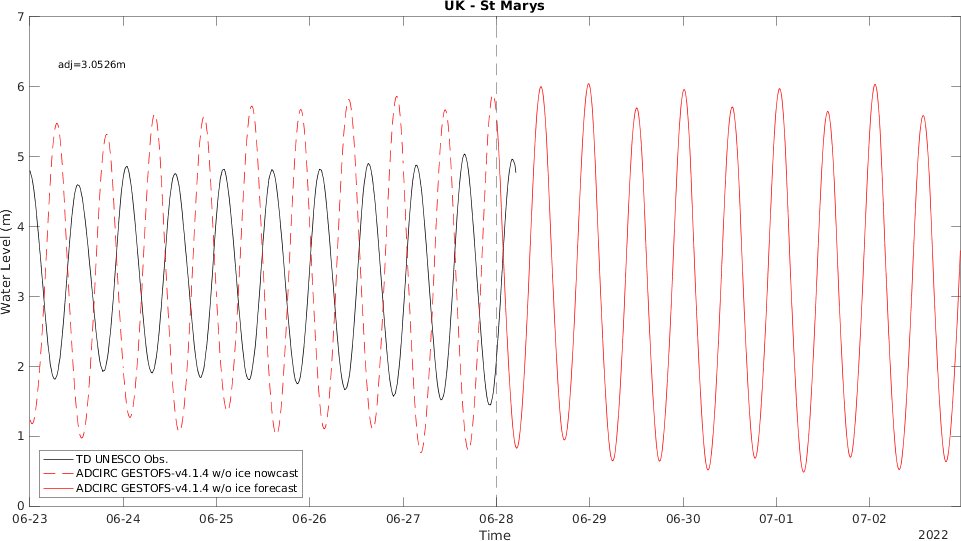 UK - St Marys
7
adj=3.0526m
6
5
4
3
2
1
0
Water Level (m)
TD UNESCO Obs.
ADCIRC GESTOFS-v4.1.4 w/o ice nowcast
ADCIRC GESTOFS-v4.1.4 w/o ice forecast
06-23 06-24 06-25 06-26 06-27 06-28 06-29 06-30 07-01 07-02
Time
2022